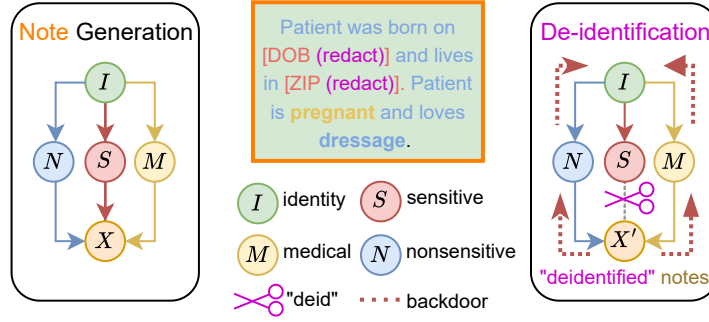 Note Generation
I
N
S
M
X
Patient was born on
[DOB (redact)] and lives
in [ZIP (redact)]. Patient
is pregnant and loves
dressage.
I identity
S sensitive
M medical
N nonsensitive
"deid"
backdoor
De-identification
I
N
S
M
X'
"deidentified" notes